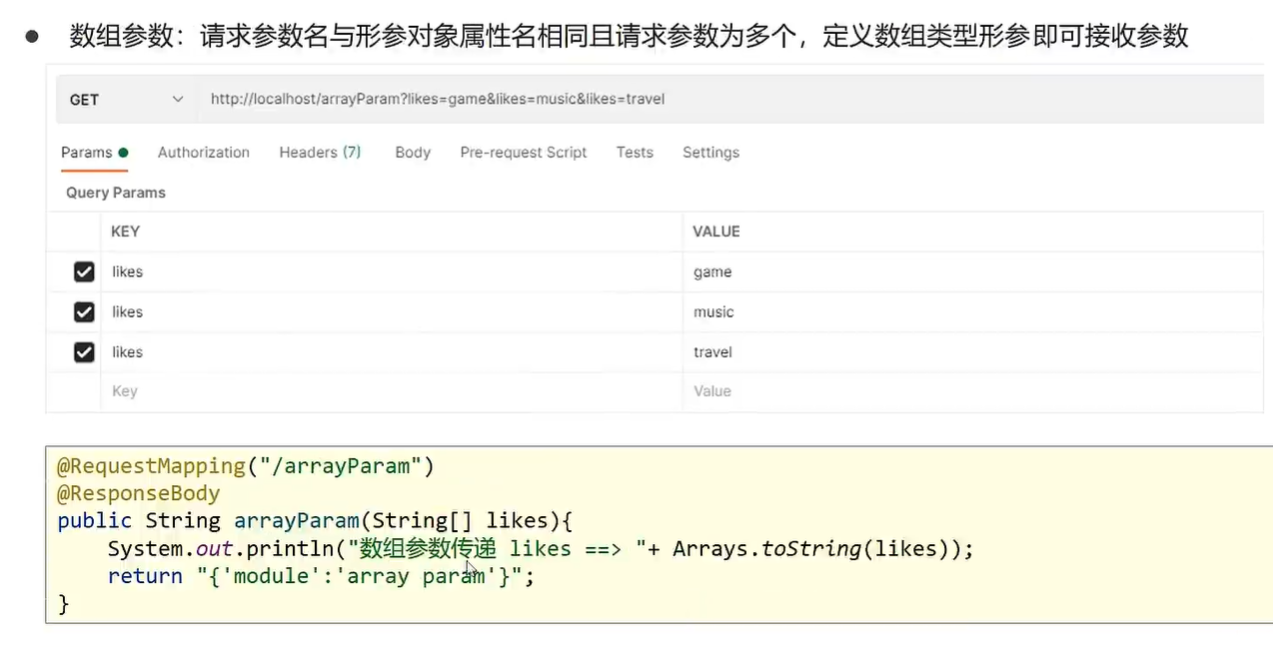 ● 数组参数：请求参数名与形参对象属性名相同且请求参数为多个，定义数组类型形参即可接收参数
GET http://localhost/arrayParam?likes=game&likes=music&likes=travel
Params Authorization Headers (7) Body Pre-request Script Tests Settings
Query Params
KEY VALUE
likes game
likes music
likes travel
Key Value
@RequestMapping("/arrayParam")
@ResponseBody
public String arrayParam(String[] likes){
    System.out.println("数组参数传递 likes ==> "+ Arrays.toString(likes));
    return "{'module':'array param'}";
}